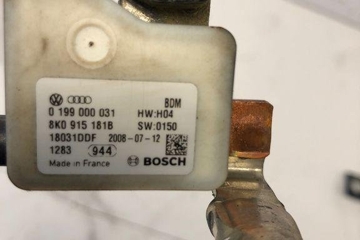 BDM
0 199 000 031 HW:H04
8K0 915 181B SW:0150
18031DDF 2008-07-12
1283 944
Made in France BOSCH